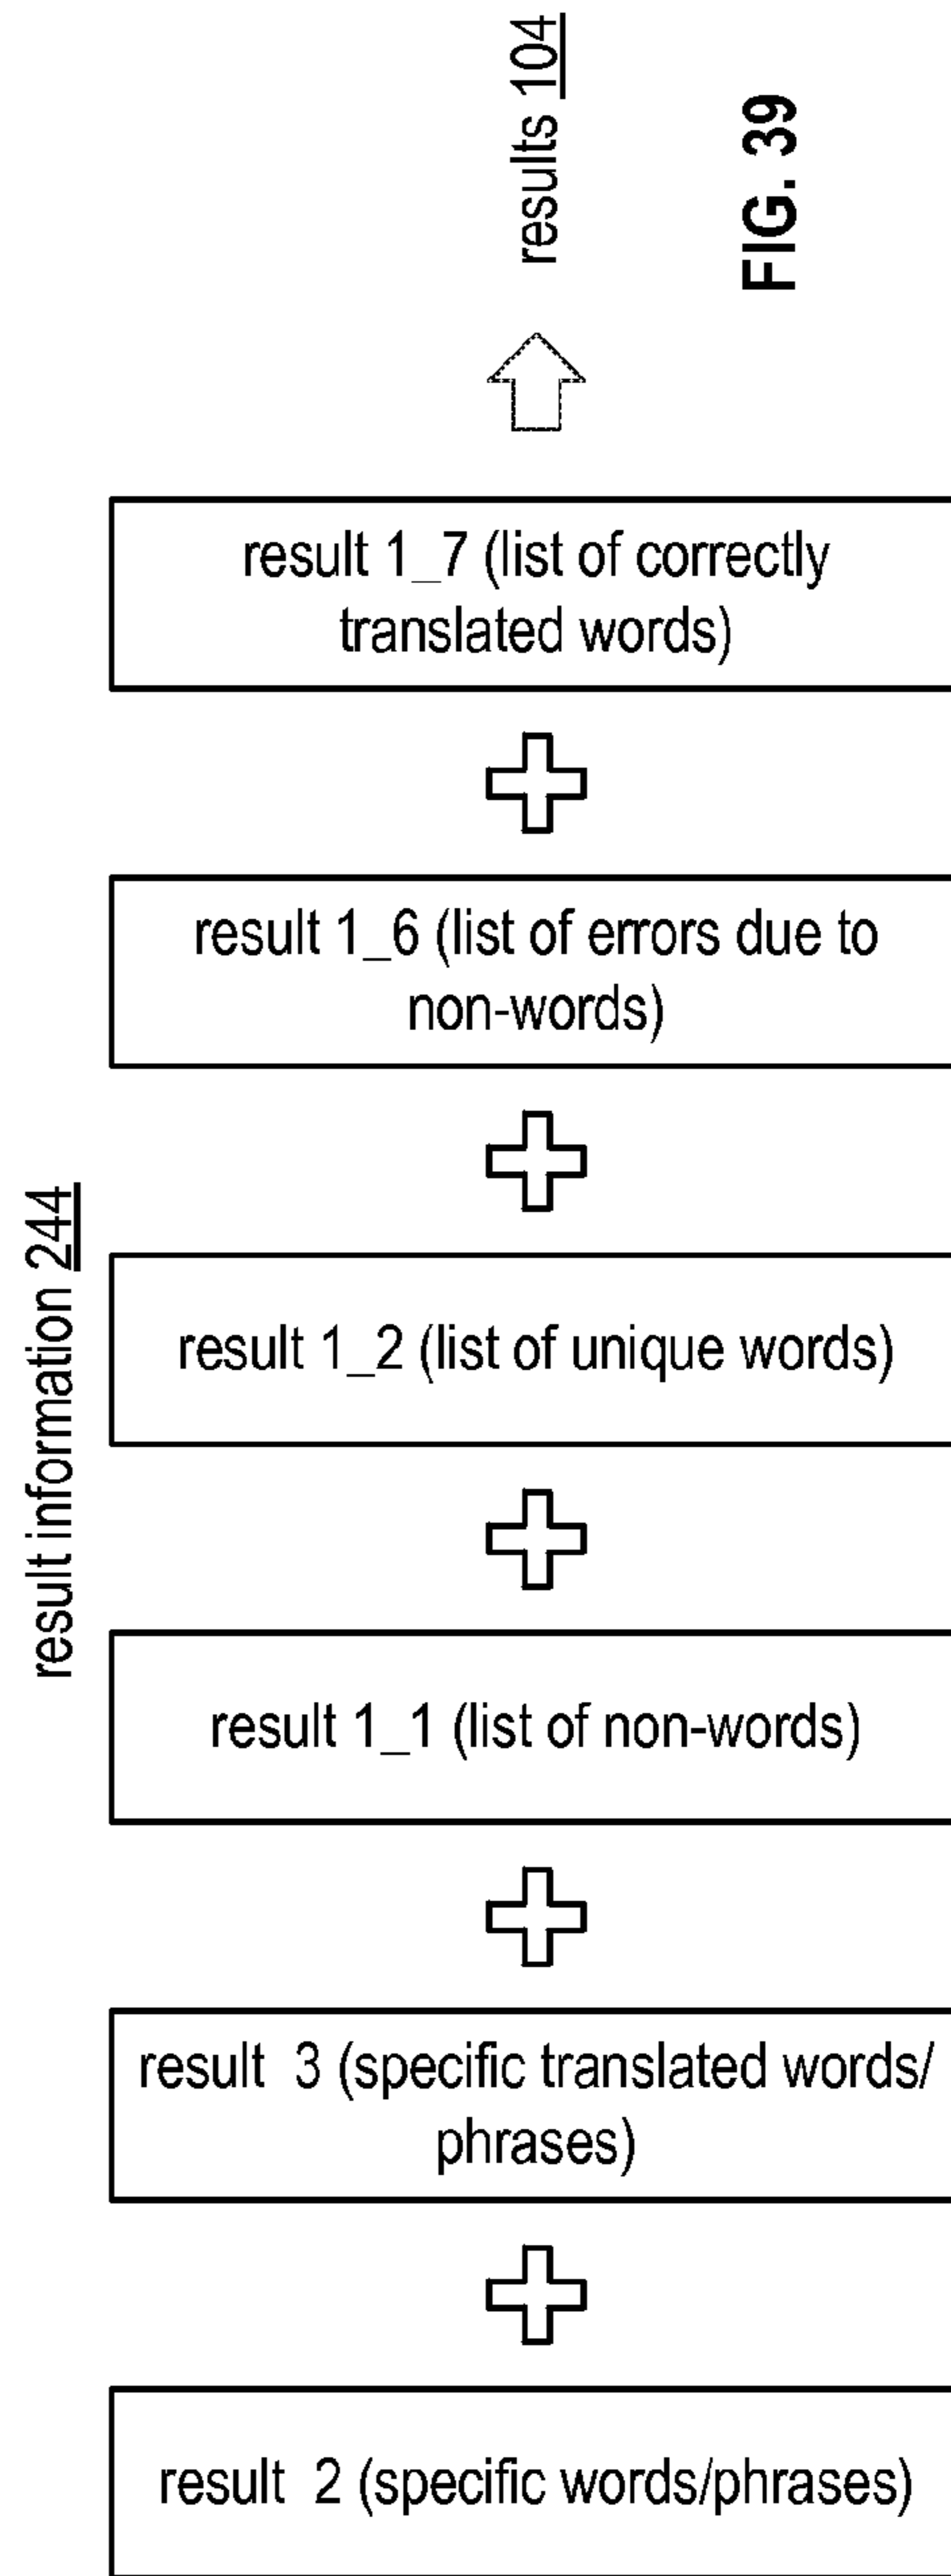 results 104
FIG. 39
result 1_7 (list of correctly
translated words)
result 1_6 (list of errors due to
non-words)
result information 244
result 1_2 (list of unique words)
result 1_1 (list of non-words)
result 3 (specific translated words/
phrases)
result 2 (specific words/phrases)